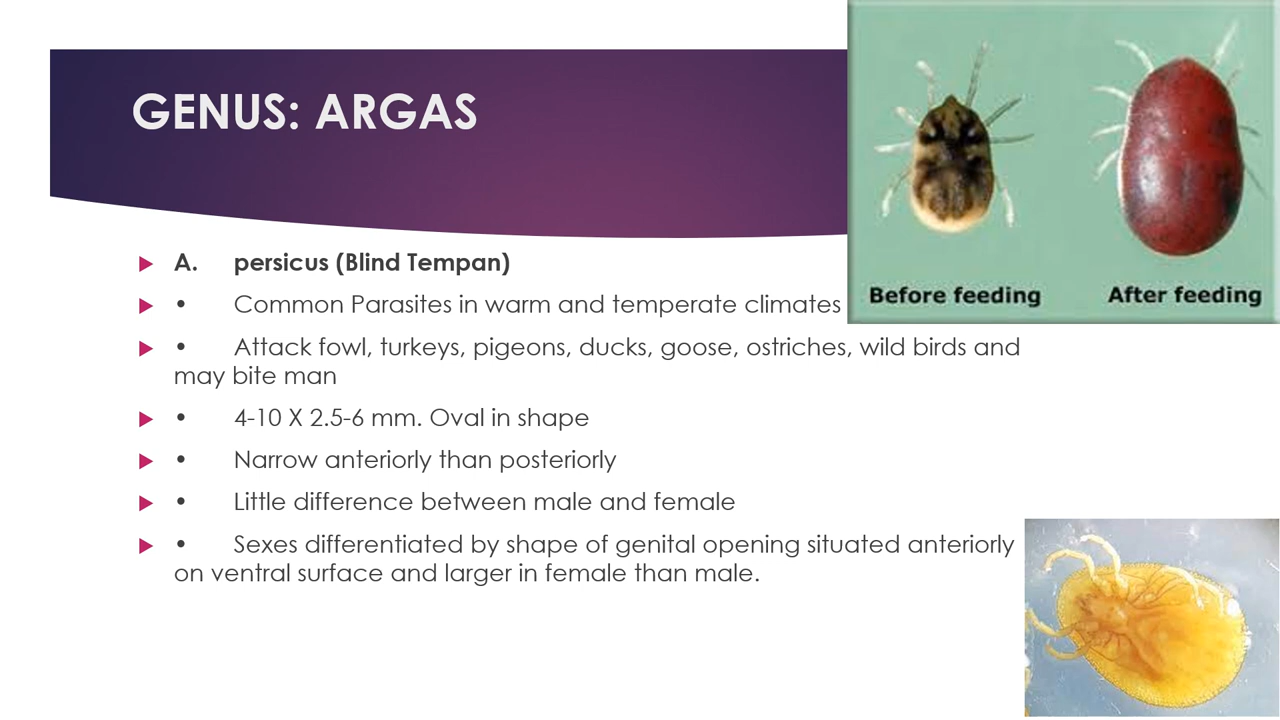 GENUS: ARGAS
A. persicus (Blind Tempan)
• Common Parasites in warm and temperate climates
• Attack fowl, turkeys, pigeons, ducks, goose, ostriches, wild birds and
may bite man
• 4-10 X 2.5-6 mm. Oval in shape
• Narrow anteriorly than posteriorly
• Little difference between male and female
• Sexes differentiated by shape of genital opening situated anteriorly
on ventral surface and larger in female than male.
Before feeding
After feeding